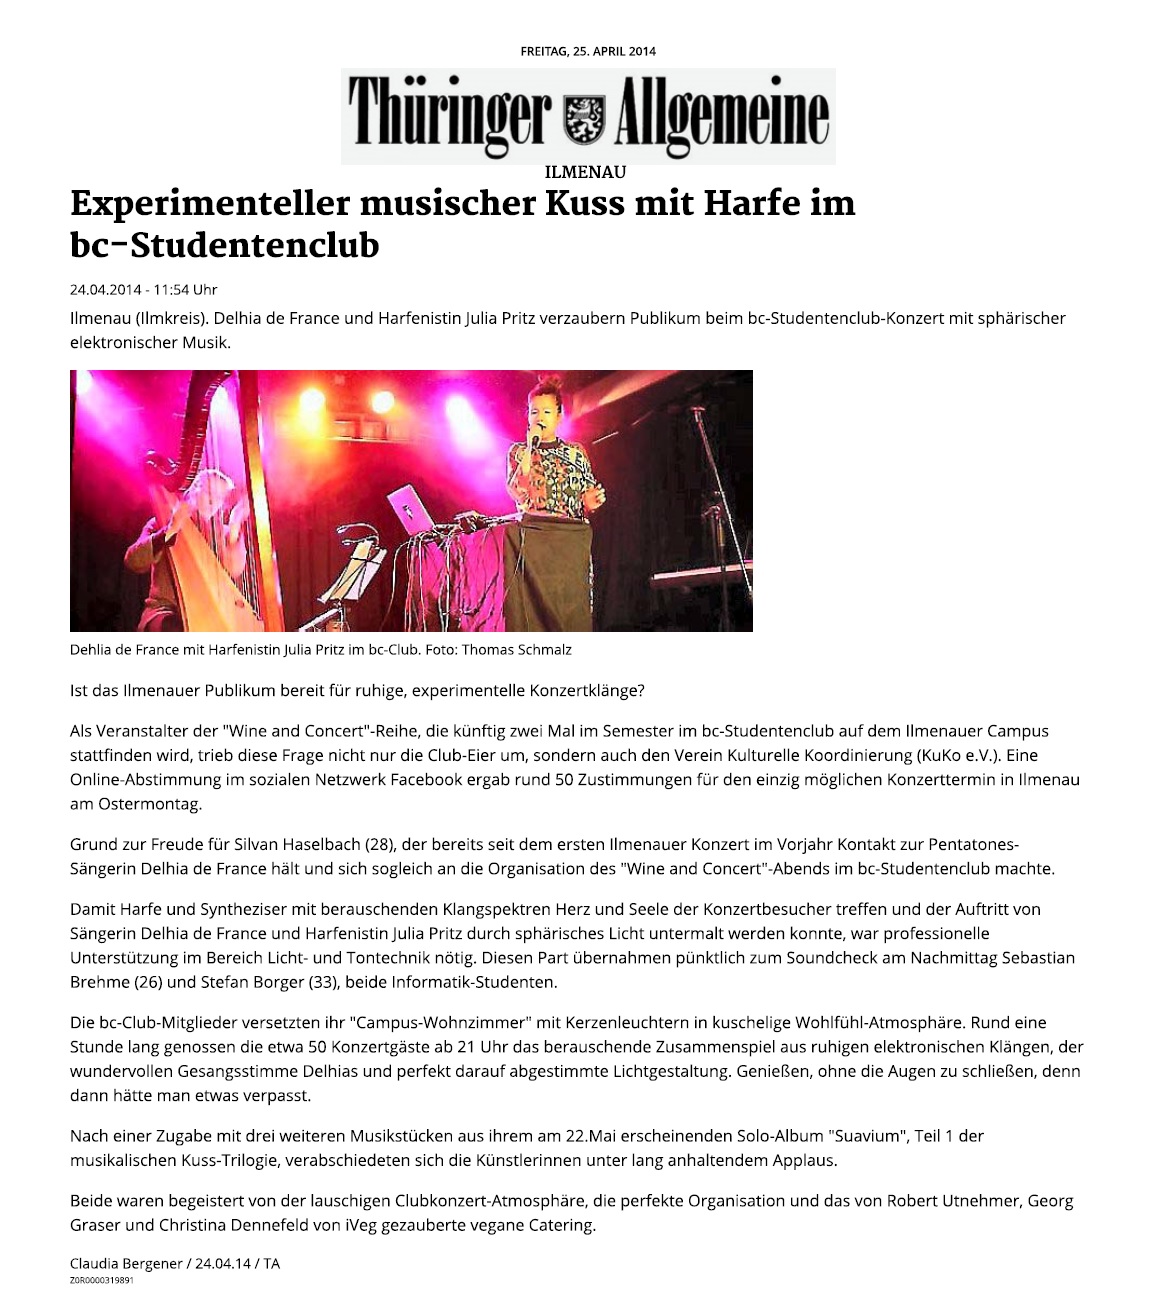 FREITAG, 25. APRIL 2014
Thüringer Allgemeine
ILMENAU
Experimenteller musischer Kuss mit Harfe im
bc-Studentenclub
24.04.2014 - 11:54 Uhr
Ilmenau (Ilmkreis). Delhia de France und Harfenistin Julia Pritz verzaubern Publikum beim bc-Studentenclub-Konzert mit sphärischer
elektronischer Musik.
Dehlia de France mit Harfenistin Julia Pritz im bc-Club. Foto: Thomas Schmalz
Ist das Ilmenauer Publikum bereit für ruhige, experimentelle Konzertklänge?
Als Veranstalter der "Wine and Concert"-Reihe, die künftig zwei Mal im Semester im bc-Studentenclub auf dem Ilmenauer Campus
stattfinden wird, trieb diese Frage nicht nur die Club-Eier um, sondern auch den Verein Kulturelle Koordinierung (KuKo e.V.). Eine
Online-Abstimmung im sozialen Netzwerk Facebook ergab rund 50 Zustimmungen für den einzig möglichen Konzerttermin in Ilmenau
am Ostermontag.
Grund zur Freude für Silvan Haselbach (28), der bereits seit dem ersten Ilmenauer Konzert im Vorjahr Kontakt zur Pentatones-
Sängerin Delhia de France hält und sich sogleich an die Organisation des "Wine and Concert"-Abends im bc-Studentenclub machte.
Damit Harfe und Syntheziser mit berauschenden Klangspektren Herz und Seele der Konzertbesucher treffen und der Auftritt von
Sängerin Delhia de France und Harfenistin Julia Pritz durch sphärisches Licht untermalt werden konnte, war professionelle
Unterstützung im Bereich Licht- und Tontechnik nötig. Diesen Part übernahmen pünktlich zum Soundcheck am Nachmittag Sebastian
Brehme (26) und Stefan Borger (33), beide Informatik-Studenten.
Die bc-Club-Mitglieder versetzten ihr "Campus-Wohnzimmer" mit Kerzenleuchtern in kuschelige Wohlfühl-Atmosphäre. Rund eine
Stunde lang genossen die etwa 50 Konzertgäste ab 21 Uhr das berauschende Zusammenspiel aus ruhigen elektronischen Klängen, der
wundervollen Gesangsstimme Delhias und perfekt darauf abgestimmte Lichtgestaltung. Genießen, ohne die Augen zu schließen, denn
dann hätte man etwas verpasst.
Nach einer Zugabe mit drei weiteren Musikstücken aus ihrem am 22.Mai erscheinenden Solo-Album "Suavium", Teil 1 der
musikalischen Kuss-Trilogie, verabschiedeten sich die Künstlerinnen unter lang anhaltendem Applaus.
Beide waren begeistert von der lauschigen Clubkonzert-Atmosphäre, die perfekte Organisation und das von Robert Utnehmer, Georg
Graser und Christina Dennefeld von iVeg gezauberte vegane Catering.
Claudia Bergener / 24.04.14 / TA
Z0R0000319891